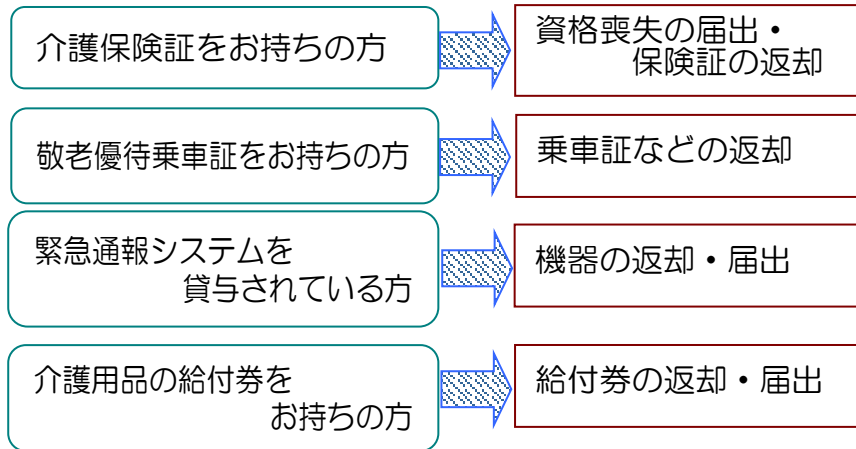 介護保険証をお持ちの方
資格喪失の届出・
保険証の返却
敬老優待乗車証をお持ちの方
乗車証などの返却
緊急通報システムを
貸与されている方
機器の返却・届出
介護用品の給付券を
お持ちの方
給付券の返却・届出